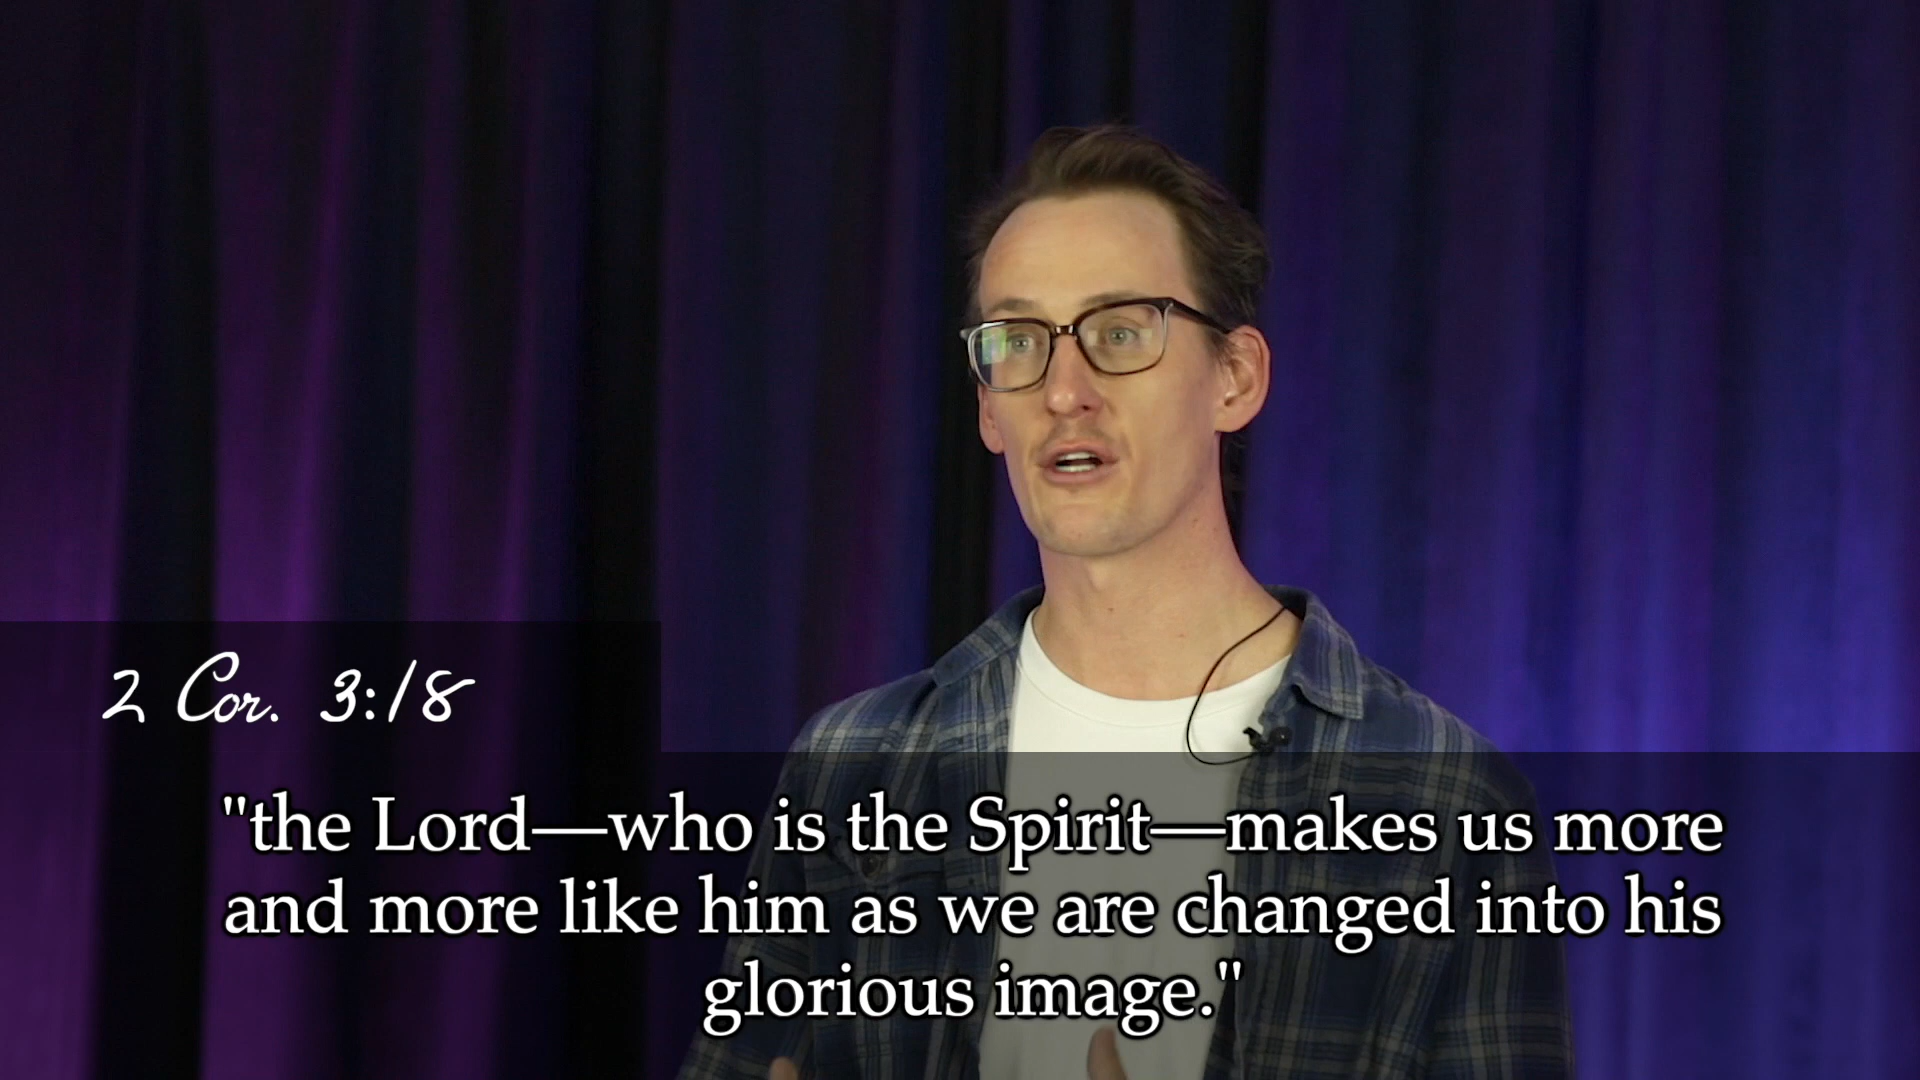 2 Cor. 3:18
"the Lord—who is the Spirit—makes us more
and more like him as we are changed into his
glorious image."